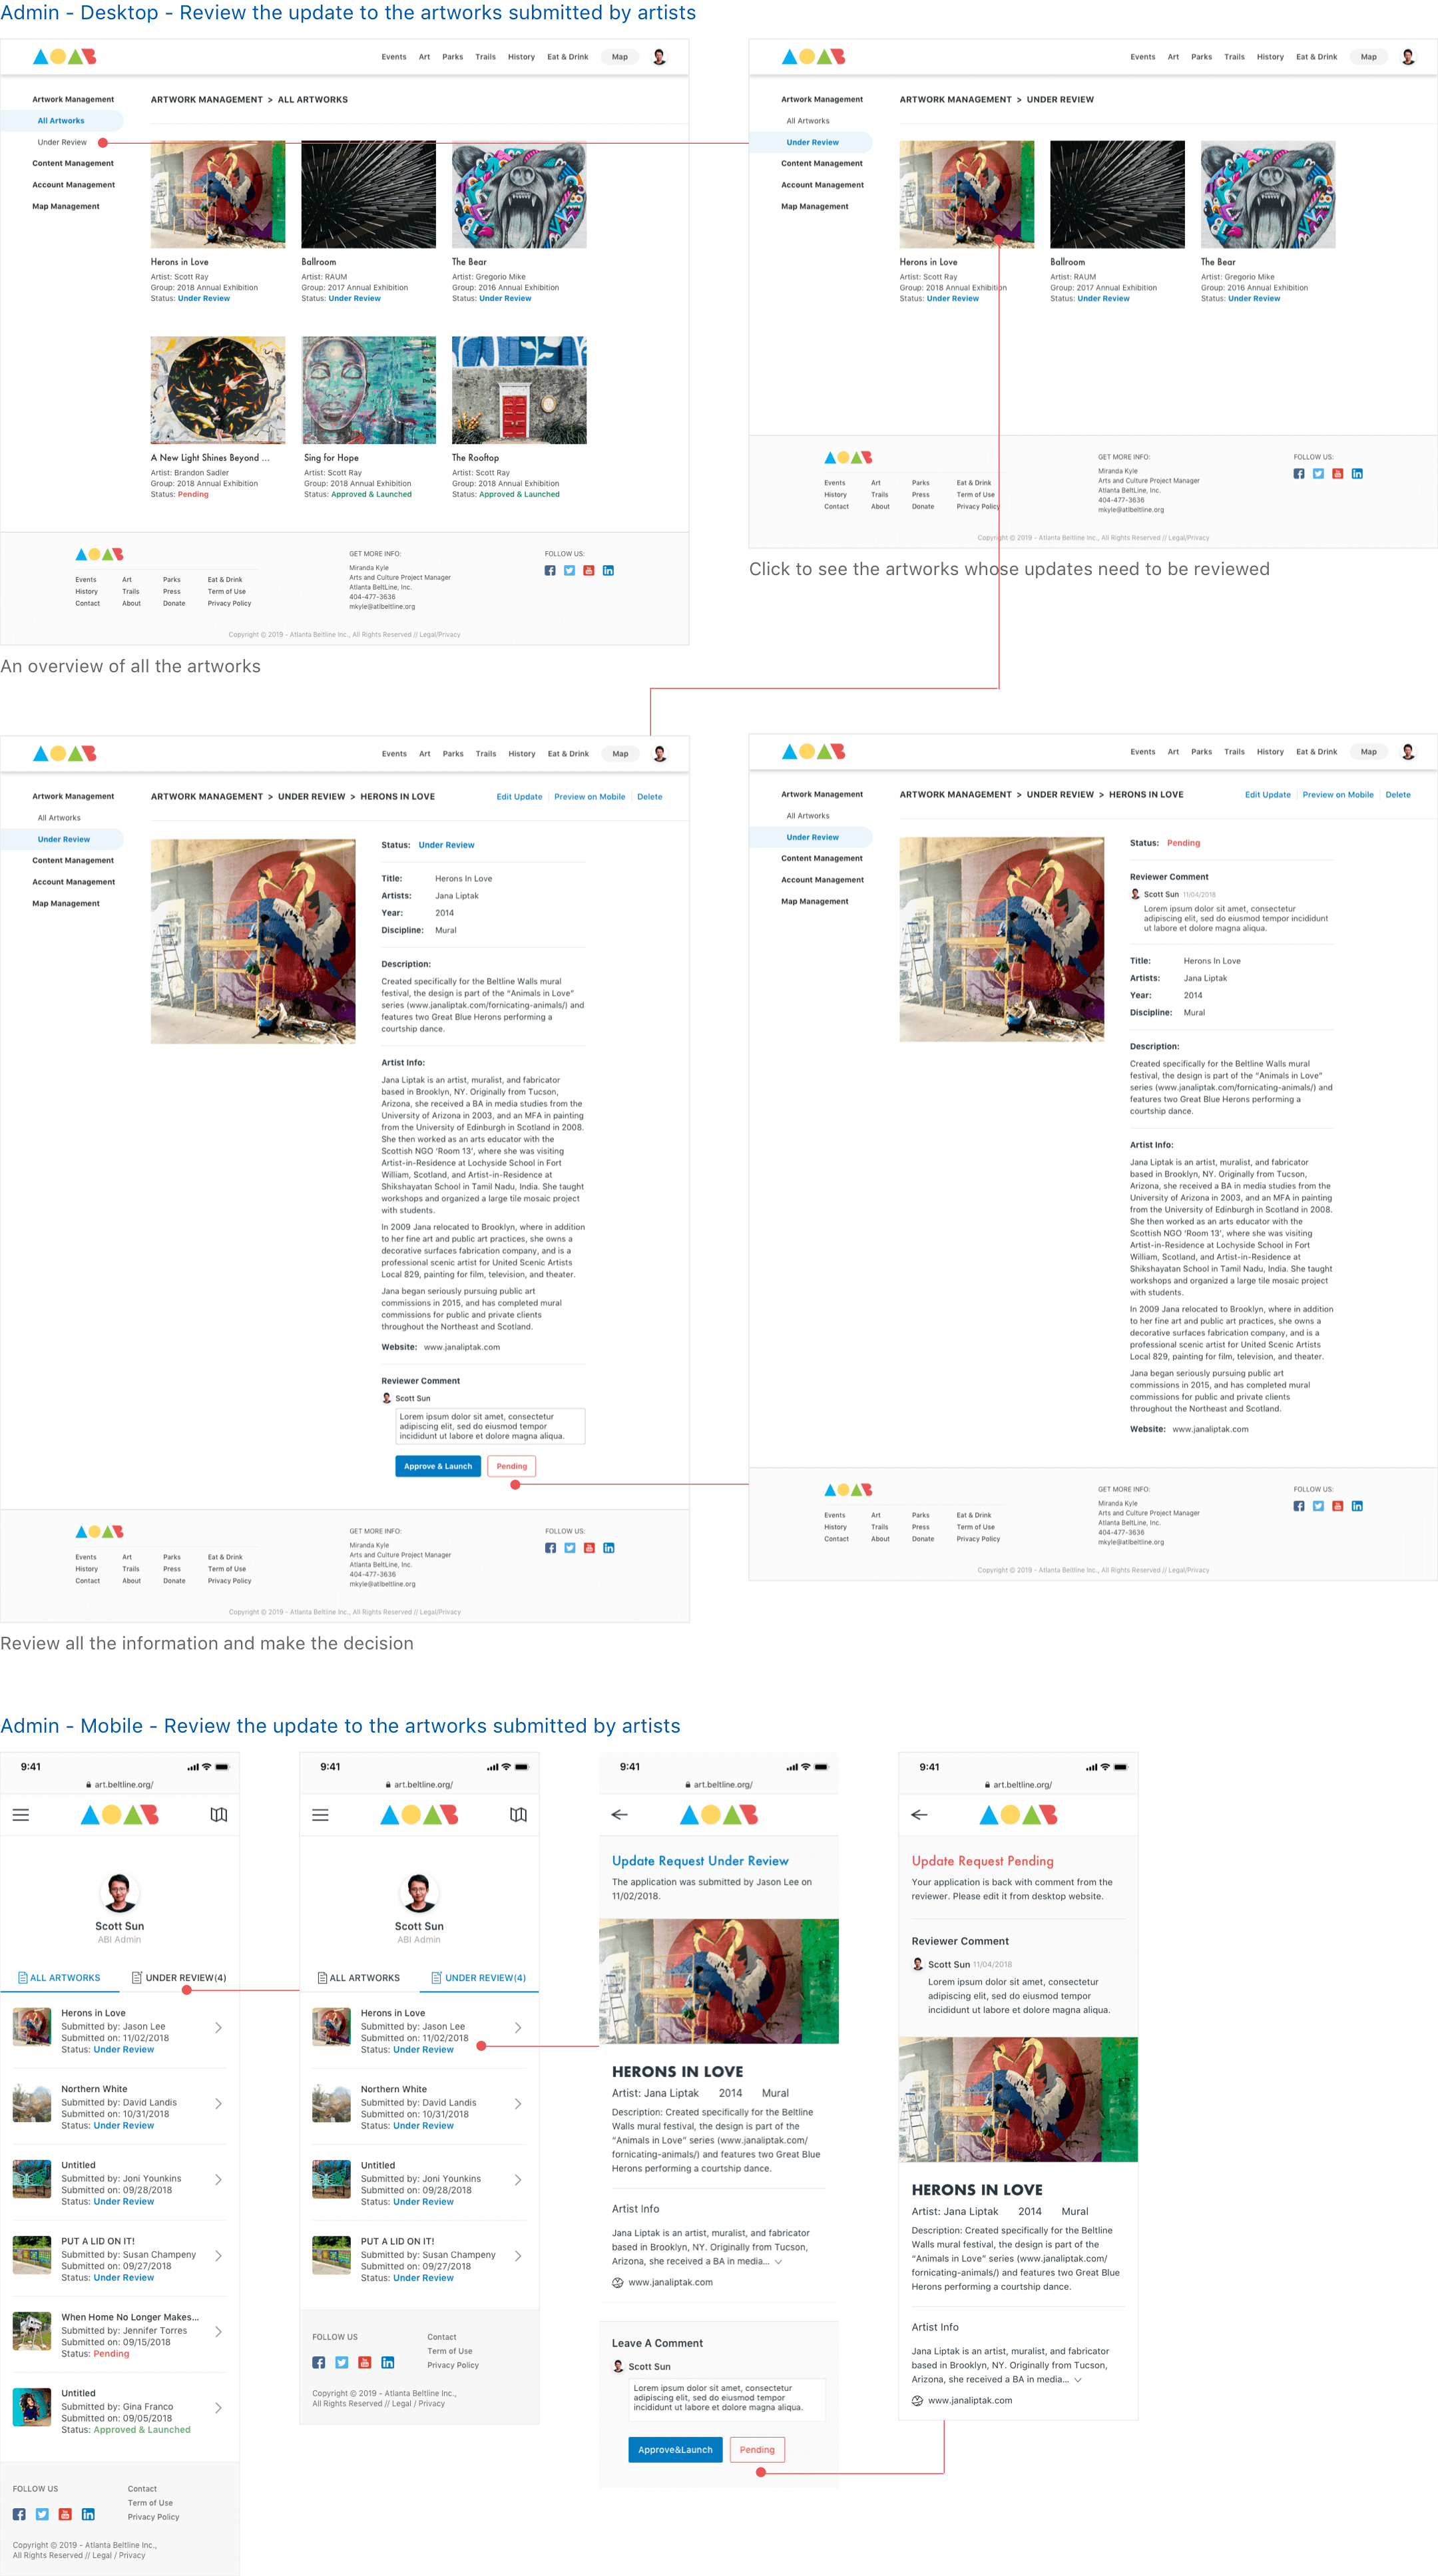 Admin - Desktop - Review the update to the artworks submitted by artists
Events Art Parks Trails History Eat & Drink Map
Artwork Management
All Artworks
Under Review
Content Management
Account Management
Map Management
ARTWORK MANAGEMENT > ALL ARTWORKS
Herons in Love
Artist: Scott Ray
Group: 2018 Annual Exhibition
Status: Under Review
Ballroom
Artist: RAUM
Group: 2017 Annual Exhibition
Status: Under Review
The Bear
Artist: Gregorio Mike
Group: 2016 Annual Exhibition
Status: Under Review
A New Light Shines Beyond ...
Artist: Brandon Sadler
Group: 2018 Annual Exhibition
Status: Pending
Sing for Hope
Artist: Scott Ray
Group: 2018 Annual Exhibition
Status: Approved & Launched
The Rooftop
Artist: Scott Ray
Group: 2018 Annual Exhibition
Status: Approved & Launched
Events Art Parks Eat & Drink
History Trails Press Term of Use
Contact About Donate Privacy Policy
GET MORE INFO:
Miranda Kyle
Arts and Culture Project Manager
Atlanta BeltLine, Inc.
404-477-3636
mkyle@atlbeltline.org
FOLLOW US:
Copyright © 2019 - Atlanta Beltline Inc., All Rights Reserved // Legal/Privacy
An overview of all the artworks
Events Art Parks Trails History Eat & Drink Map
Artwork Management
All Artworks
Under Review
Content Management
Account Management
Map Management
ARTWORK MANAGEMENT > UNDER REVIEW
Herons in Love
Artist: Scott Ray
Group: 2018 Annual Exhibition
Status: Under Review
Ballroom
Artist: RAUM
Group: 2017 Annual Exhibition
Status: Under Review
The Bear
Artist: Gregorio Mike
Group: 2016 Annual Exhibition
Status: Under Review
Events Art Parks Eat & Drink
History Trails Press Term of Use
Contact About Donate Privacy Policy
GET MORE INFO:
Miranda Kyle
Arts and Culture Project Manager
Atlanta BeltLine, Inc.
404-477-3636
mkyle@atlbeltline.org
FOLLOW US:
Copyright © 2019 - Atlanta Beltline Inc., All Rights Reserved // Legal/Privacy
Click to see the artworks whose updates need to be reviewed
Events Art Parks Trails History Eat & Drink Map
Artwork Management
All Artworks
Under Review
Content Management
Account Management
Map Management
ARTWORK MANAGEMENT > UNDER REVIEW > HERONS IN LOVE
Edit Update Preview on Mobile Delete
Status: Under Review
Title: Herons In Love
Artists: Jana Liptak
Year: 2014
Discipline: Mural
Description:
Created specifically for the Beltline Walls mural
festival, the design is part of the "Animals in Love"
series (www.janaliptak.com/fornicating-animals/) and
features two Great Blue Herons performing a
courtship dance.
Artist Info:
Jana Liptak is an artist, muralist, and fabricator
based in Brooklyn, NY. Originally from Tucson,
Arizona, she received a BA in media studies from the
University of Arizona in 2003, and an MFA in painting
from the University of Edinburgh in Scotland in 2008.
She then worked as an arts educator with the
Scottish NGO 'Room 13', where she was visiting
Artist-in-Residence at Lochyside School in Fort
William, Scotland, and Artist-in-Residence at
Shikshayatan School in Tamil Nadu, India. She taught
workshops and organized a large tile mosaic project
with students.
In 2009 Jana relocated to Brooklyn, where in addition
to her fine art and public art practices, she owns a
decorative surfaces fabrication company, and is a
professional scenic artist for United Scenic Artists
Local 829, painting for film, television, and theater.
Jana began seriously pursuing public art
commissions in 2015, and has completed mural
commissions for public and private clients
throughout the Northeast and Scotland.
Website: www.janaliptak.com
Reviewer Comment
Scott Sun
Lorem ipsum dolor sit amet, consectetur
adipiscing elit, sed do eiusmod tempor
incididunt ut labore et dolore magna aliqua.
Approve & Launch Pending
Events Art Parks Eat & Drink
History Trails Press Term of Use
Contact About Donate Privacy Policy
GET MORE INFO:
Miranda Kyle
Arts and Culture Project Manager
Atlanta BeltLine, Inc.
404-477-3636
mkyle@atlbeltline.org
FOLLOW US:
Copyright © 2019 - Atlanta Beltline Inc., All Rights Reserved // Legal/Privacy
Review all the information and make the decision
Events Art Parks Trails History Eat & Drink Map
Artwork Management
All Artworks
Under Review
Content Management
Account Management
Map Management
ARTWORK MANAGEMENT > UNDER REVIEW > HERONS IN LOVE
Edit Update Preview on Mobile Delete
Status: Pending
Reviewer Comment
Scott Sun 11/04/2018
Lorem ipsum dolor sit amet, consectetur
adipiscing elit, sed do eiusmod tempor incididunt
ut labore et dolore magna aliqua.
Title: Herons In Love
Artists: Jana Liptak
Year: 2014
Discipline: Mural
Description:
Created specifically for the Beltline Walls mural
festival, the design is part of the "Animals in Love"
series (www.janaliptak.com/fornicating-animals/) and
features two Great Blue Herons performing a
courtship dance.
Artist Info:
Jana Liptak is an artist, muralist, and fabricator
based in Brooklyn, NY. Originally from Tucson,
Arizona, she received a BA in media studies from the
University of Arizona in 2003, and an MFA in painting
from the University of Edinburgh in Scotland in 2008.
She then worked as an arts educator with the
Scottish NGO 'Room 13', where she was visiting
Artist-in-Residence at Lochyside School in Fort
William, Scotland, and Artist-in-Residence at
Shikshayatan School in Tamil Nadu, India. She taught
workshops and organized a large tile mosaic project
with students.
In 2009 Jana relocated to Brooklyn, where in addition
to her fine art and public art practices, she owns a
decorative surfaces fabrication company, and is a
professional scenic artist for United Scenic Artists
Local 829, painting for film, television, and theater.
Jana began seriously pursuing public art
commissions in 2015, and has completed mural
commissions for public and private clients
throughout the Northeast and Scotland.
Website: www.janaliptak.com
Events Art Parks Eat & Drink
History Trails Press Term of Use
Contact About Donate Privacy Policy
GET MORE INFO:
Miranda Kyle
Arts and Culture Project Manager
Atlanta BeltLine, Inc.
404-477-3636
mkyle@atlbeltline.org
FOLLOW US:
Copyright © 2019 - Atlanta Beltline Inc., All Rights Reserved // Legal/Privacy
Admin - Mobile - Review the update to the artworks submitted by artists
9:41
art.beltline.org/
Scott Sun
ABI Admin
ALL ARTWORKS UNDER REVIEW(4)
Herons in Love
Submitted by: Jason Lee
Submitted on: 11/02/2018
Status: Under Review
Northern White
Submitted by: David Landis
Submitted on: 10/31/2018
Status: Under Review
Untitled
Submitted by: Joni Younkins
Submitted on: 09/28/2018
Status: Under Review
PUT A LID ON IT!
Submitted by: Susan Champeny
Submitted on: 09/27/2018
Status: Under Review
When Home No Longer Makes...
Submitted by: Jennifer Torres
Submitted on: 09/15/2018
Status: Pending
Untitled
Submitted by: Gina Franco
Submitted on: 09/05/2018
Status: Approved & Launched
FOLLOW US
Contact
Term of Use
Privacy Policy
Copyright © 2019 - Atlanta Beltline Inc.,
All Rights Reserved // Legal / Privacy
9:41
art.beltline.org/
Scott Sun
ABI Admin
ALL ARTWORKS UNDER REVIEW(4)
Herons in Love
Submitted by: Jason Lee
Submitted on: 11/02/2018
Status: Under Review
Northern White
Submitted by: David Landis
Submitted on: 10/31/2018
Status: Under Review
Untitled
Submitted by: Joni Younkins
Submitted on: 09/28/2018
Status: Under Review
PUT A LID ON IT!
Submitted by: Susan Champeny
Submitted on: 09/27/2018
Status: Under Review
FOLLOW US
Contact
Term of Use
Privacy Policy
Copyright © 2019 - Atlanta Beltline Inc.,
All Rights Reserved // Legal / Privacy
9:41
art.beltline.org/
Update Request Under Review
The application was submitted by Jason Lee on
11/02/2018.
HERONS IN LOVE
Artist: Jana Liptak 2014 Mural
Description: Created specifically for the Beltline
Walls mural festival, the design is part of the
"Animals in Love" series (www.janaliptak.com/
fornicating-animals/) and features two Great Blue
Herons performing a courtship dance.
Artist Info
Jana Liptak is an artist, muralist, and fabricator
based in Brooklyn, NY. Originally from Tucson,
Arizona, she received a BA in media...
www.janaliptak.com
Leave A Comment
Scott Sun
Lorem ipsum dolor sit amet, consectetur
adipiscing elit, sed do eiusmod tempor
incididunt ut labore et dolore magna aliqua.
Approve&Launch Pending
9:41
art.beltline.org/
Update Request Pending
Your application is back with comment from the
reviewer. Please edit it from desktop website.
Reviewer Comment
Scott Sun 11/04/2018
Lorem ipsum dolor sit amet, consectetur
adipiscing elit, sed do eiusmod tempor
incididunt ut labore et dolore magna aliqua.
HERONS IN LOVE
Artist: Jana Liptak 2014 Mural
Description: Created specifically for the Beltline
Walls mural festival, the design is part of the
"Animals in Love" series (www.janaliptak.com/
fornicating-animals/) and features two Great Blue
Herons performing a courtship dance.
Artist Info
Jana Liptak is an artist, muralist, and fabricator
based in Brooklyn, NY. Originally from Tucson,
Arizona, she received a BA in media...
www.janaliptak.com